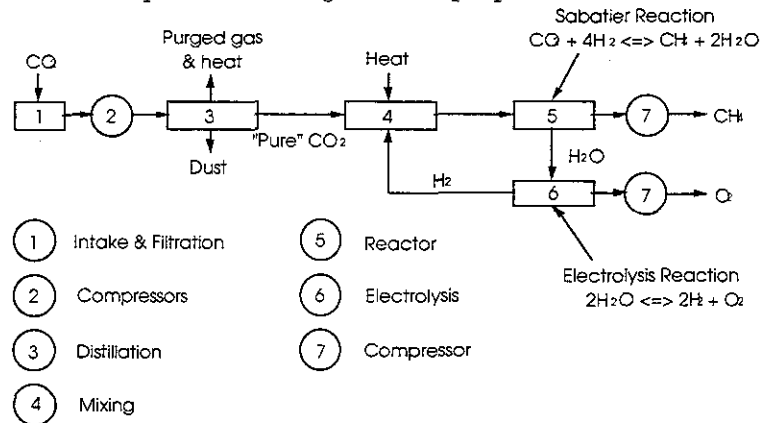 Sabatier Reaction
CO2 + 4H2 <=> CH4 + 2H2O
Purged gas
& heat
Heat
CO2
1
2
3
4
5
7
CH4
"Pure" CO2
Dust
H2O
H2
6
7
O2
1 Intake & Filtration
5 Reactor
Electrolysis Reaction
2H2O <=> 2H2 + O2
2 Compressors
6 Electrolysis
3 Distillation
7 Compressor
4 Mixing